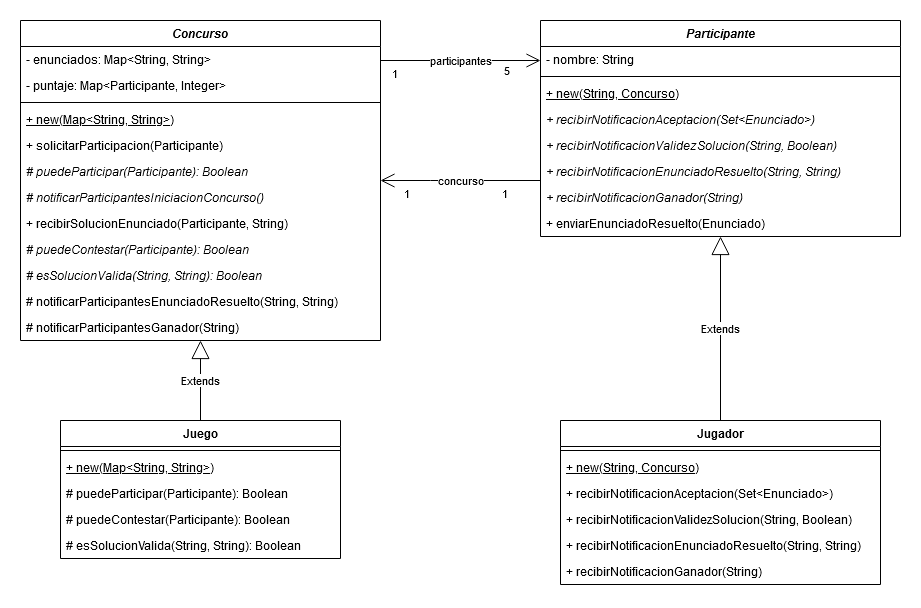 Concurso
- enunciados: Map<String, String>
- puntaje: Map<Participante, Integer>
+ new(Map<String, String>)
+ solicitarParticipacion(Participante)
# puedeParticipar(Participante): Boolean
# notificarParticipantesIniciacionConcurso()
+ recibirSolucionEnunciado(Participante, String)
# puedeContestar(Participante): Boolean
# esSolucionValida(String, String): Boolean
# notificarParticipantesEnunciadoResuelto(String, String)
# notificarParticipantesGanador(String)
participantes
1
5
concurso
1
1
Participante
- nombre: String
+ new(String, Concurso)
+ recibirNotificacionAceptacion(Set<Enunciado>)
+ recibirNotificacionValidezSolucion(String, Boolean)
+ recibirNotificacionEnunciadoResuelto(String, String)
+ recibirNotificacionGanador(String)
+ enviarEnunciadoResuelto(Enunciado)
Extends
Extends
Juego
+ new(Map<String, String>)
# puedeParticipar(Participante): Boolean
# puedeContestar(Participante): Boolean
# esSolucionValida(String, String): Boolean
Jugador
+ new(String, Concurso)
+ recibirNotificacionAceptacion(Set<Enunciado>)
+ recibirNotificacionValidezSolucion(String, Boolean)
+ recibirNotificacionEnunciadoResuelto(String, String)
+ recibirNotificacionGanador(String)